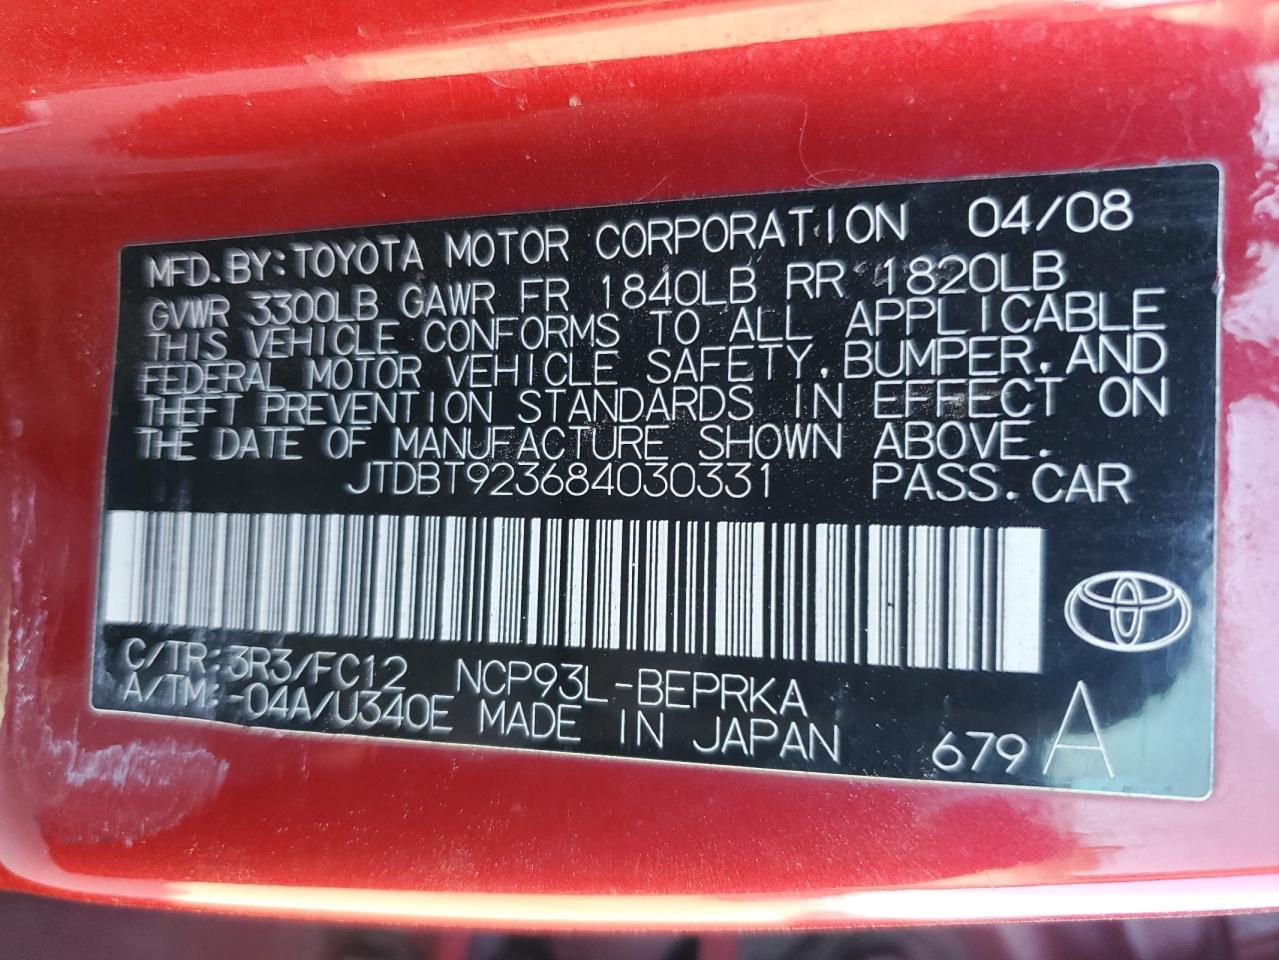 MFD.BY:TOYOTA MOTOR CORPORATION 04/08
GVWR 3300LB GAWR FR 1840LB RR 1820LB
THIS VEHICLE CONFORMS TO ALL APPLICABLE
FEDERAL MOTOR VEHICLE SAFETY,BUMPER,AND
THEFT PREVENTION STANDARDS IN EFFECT ON
THE DATE OF MANUFACTURE SHOWN ABOVE.
JTDBT923684030331 PASS.CAR
C/TR:3R3/FC12 NCP93L-BEPRKA
A/TM:-04A/U340E MADE IN JAPAN 679 A